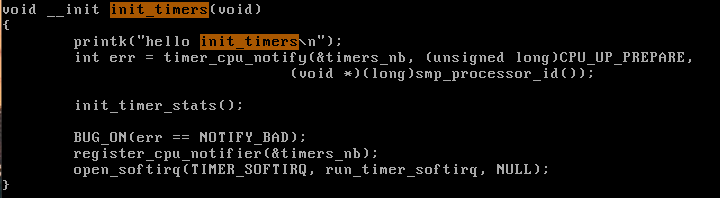 void __init init_timers(void)
{
        printk("hello init_timers\n");
        int err = timer_cpu_notify(&timers_nb, (unsigned long)CPU_UP_PREPARE,
                                (void *)(long)smp_processor_id());

        init_timer_stats();

        BUG_ON(err == NOTIFY_BAD);
        register_cpu_notifier(&timers_nb);
        open_softirq(TIMER_SOFTIRQ, run_timer_softirq, NULL);
}